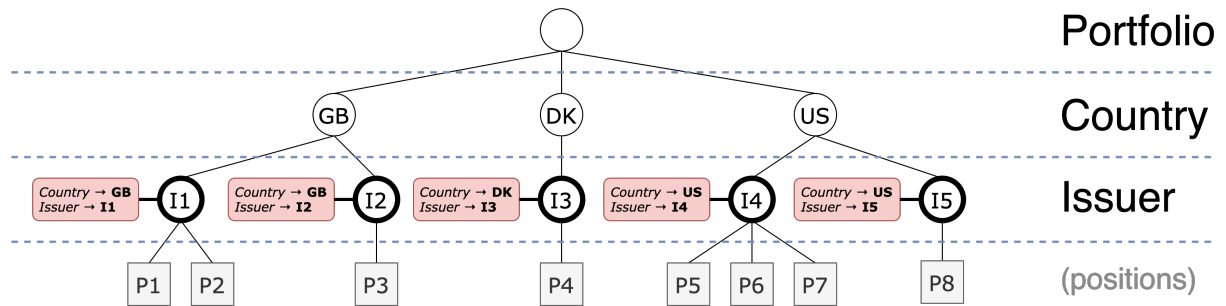 Portfolio
GB
DK
US
Country
Country → GB
Issuer → I1
I1
Country → GB
Issuer → I2
I2
Country → DK
Issuer → I3
I3
Country → US
Issuer → I4
I4
Country → US
Issuer → I5
I5
Issuer
P1
P2
P3
P4
P5
P6
P7
P8
(positions)